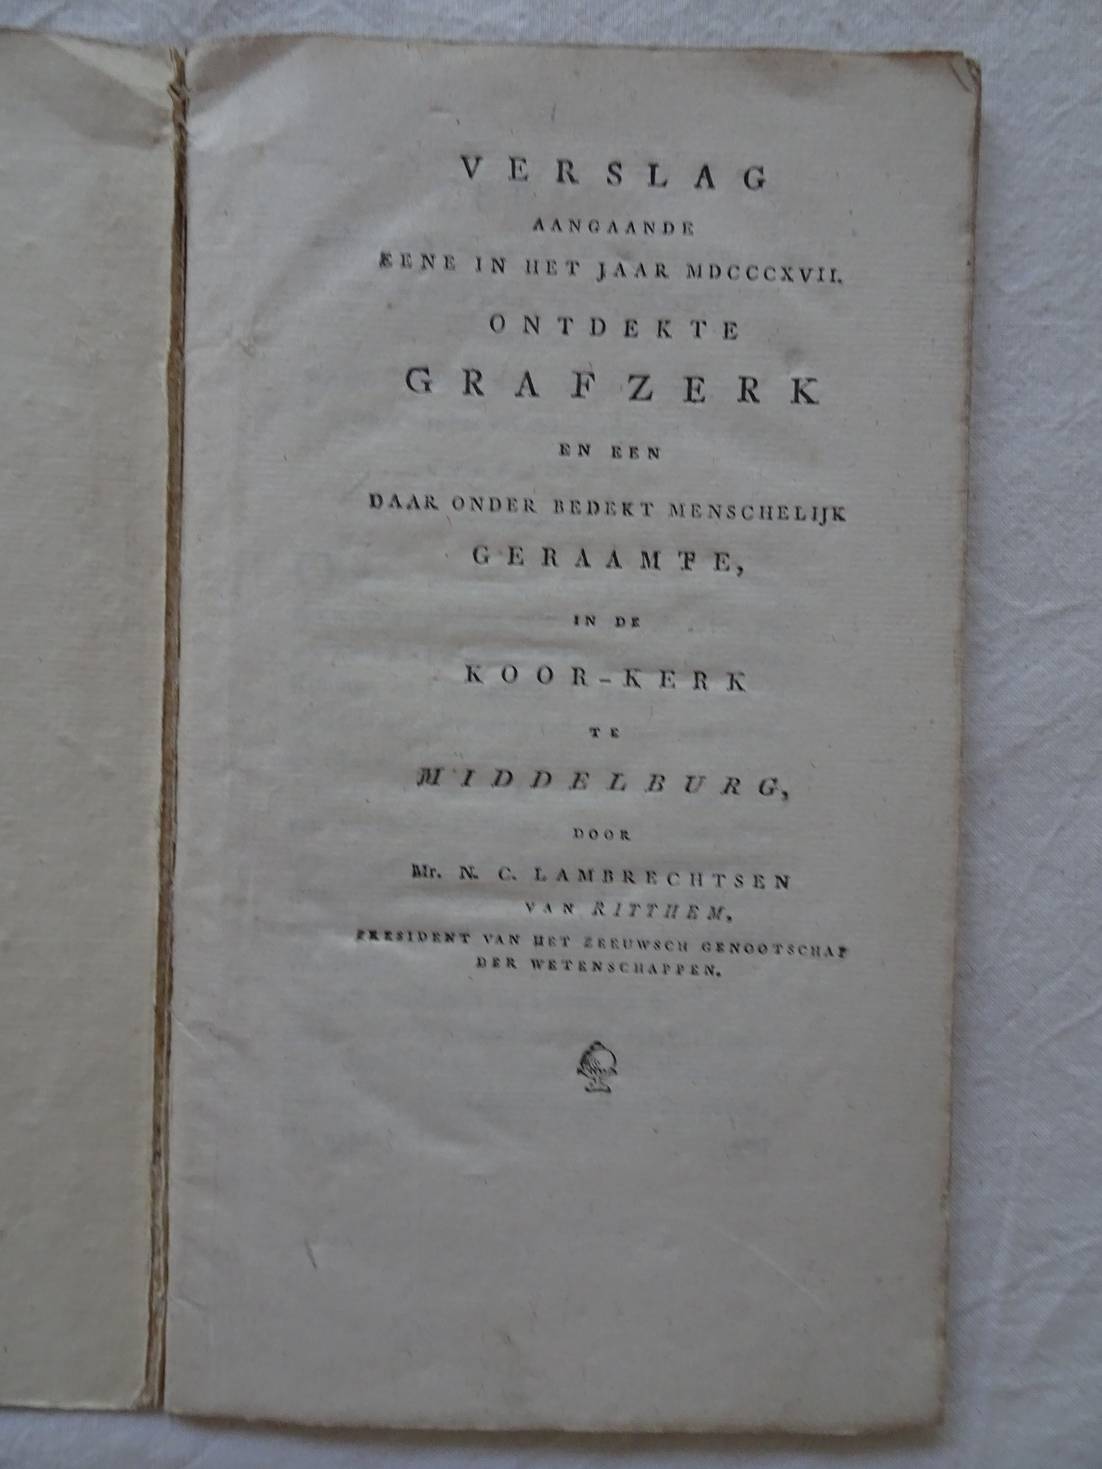 VERSLAG
AANGAANDE
EENE IN HET JAAR MDCCCXVII.
ONTDEKTE
GRAFZERK
EN EEN
DAAR ONDER BEDEKT MENSCHELIJK
GERAAMTE,
IN DE
KOOR-KERK
TE
MIDDELBURG,
DOOR
Mr. N. C. LAMBRECHTSEN
VAN RITTHEM,
PRESIDENT VAN HET ZEEUWSCH GENOOTSCHAP
DER WETENSCHAPPEN.